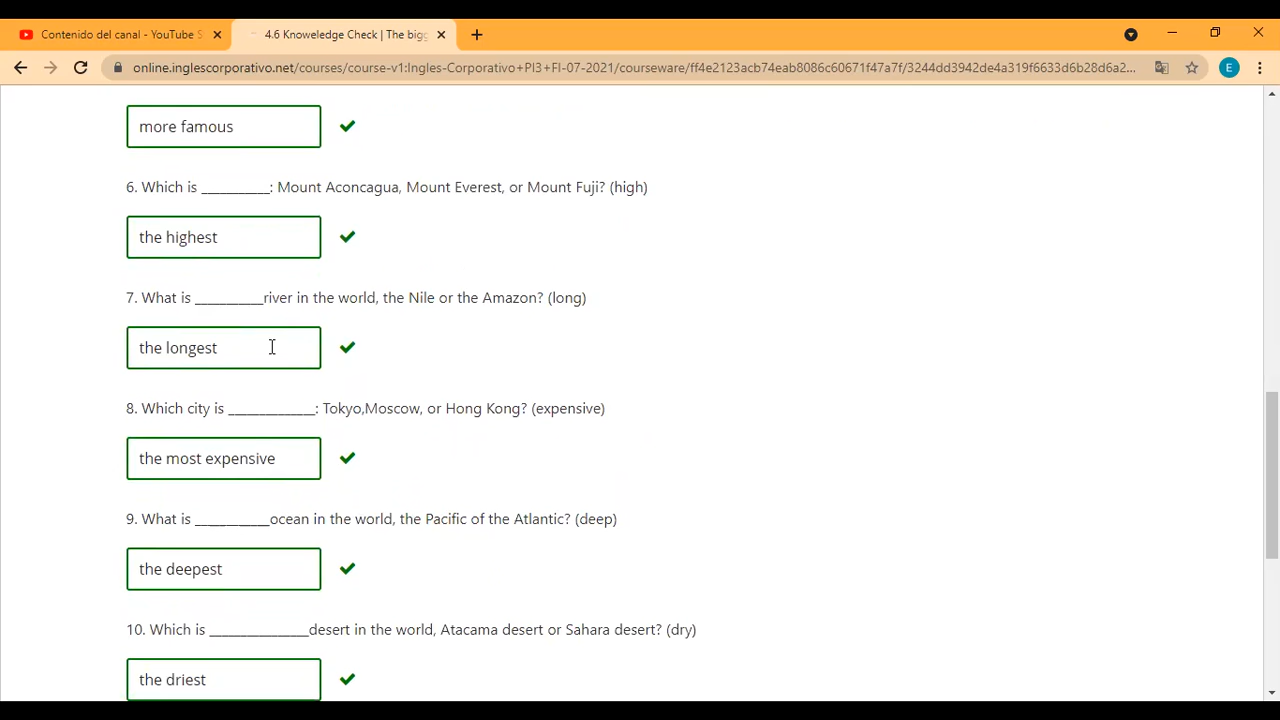 Contenido del canal - YouTube S
4.6 Knoweledge Check | The bigg
online.inglescorporativo.net/courses/course-v1:Ingles-Corporativo+PI3+FI-07-2021/courseware/ff4e2123acb74eab8086c60671f47a7f/3244dd3942de4a319f6633d6b28d6a2...
E
more famous
6. Which is __________: Mount Aconcagua, Mount Everest, or Mount Fuji? (high)
the highest
7. What is __________river in the world, the Nile or the Amazon? (long)
the longest
8. Which city is _____________: Tokyo,Moscow, or Hong Kong? (expensive)
the most expensive
9. What is ___________ocean in the world, the Pacific of the Atlantic? (deep)
the deepest
10. Which is _______________desert in the world, Atacama desert or Sahara desert? (dry)
the driest